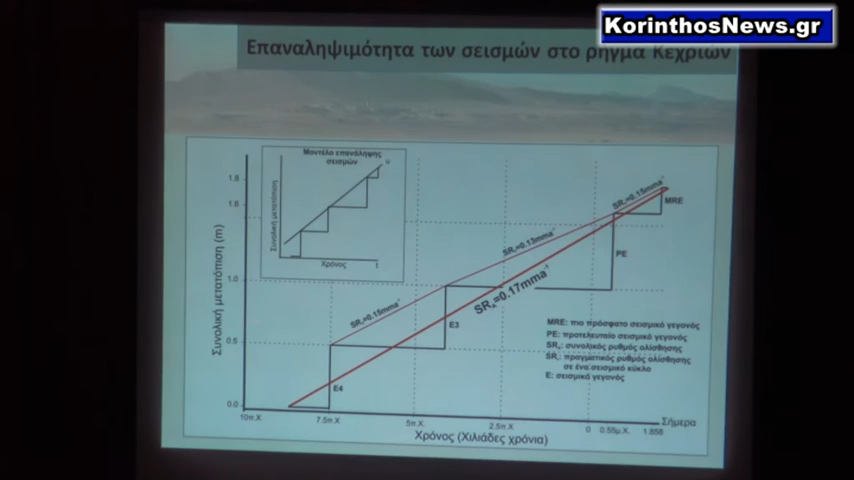 KorinthosNews.gr
Επαναληψιμότητα των σεισμών στο ρήγμα Κεχριών
Μοντέλο επανάληψης
σεισμών
Συνολική μετατόπιση
Χρόνος
t
u
Συνολική μετατόπιση (m)
1.8
1.6
1.0
0.5
0.0
SRr=0.15mma-1
SRr=0.13mma-1
SRr=0.15mma-1
SRa=0.17mma-1
MRE
PE
E3
E4
MRE: πιο πρόσφατο σεισμικό γεγονός
PE: προτελευταίο σεισμικό γεγονός
SRa: συνολικός ρυθμός ολίσθησης
SRr: πραγματικός ρυθμός ολίσθησης
σε ένα σεισμικό κύκλο
E: σεισμικό γεγονός
10π.Χ.
7.5π.Χ
5π.Χ.
2.5π.Χ
0
0.55μ.Χ.
1.858
Σήμερα
Χρόνος (Χιλιάδες χρόνια)